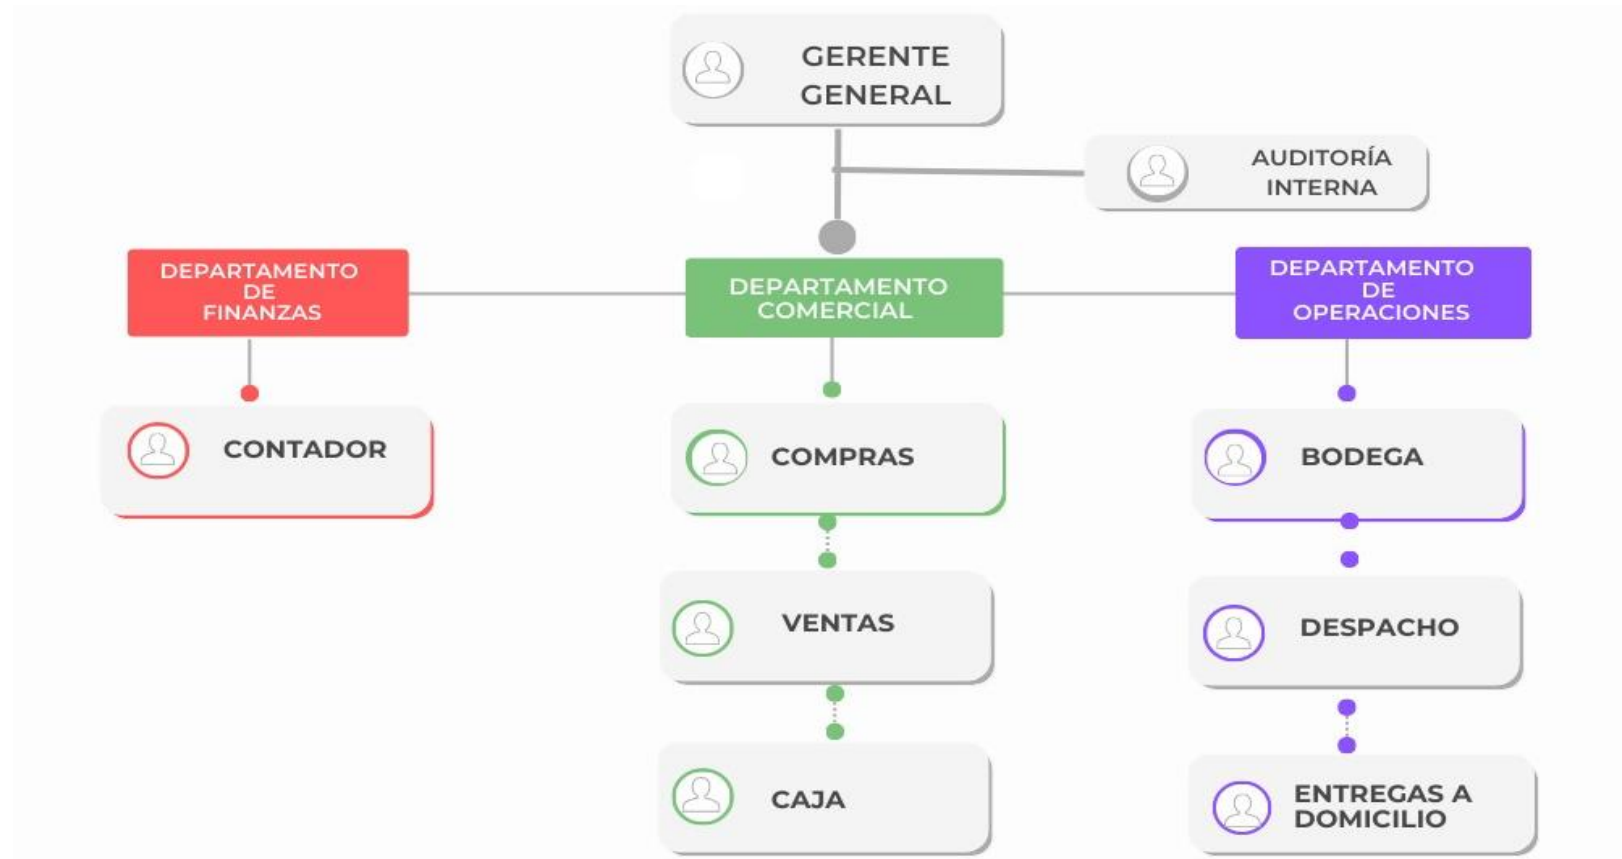 GERENTE
GENERAL
AUDITORÍA
INTERNA
DEPARTAMENTO
DE
FINANZAS
DEPARTAMENTO
COMERCIAL
DEPARTAMENTO
DE
OPERACIONES
CONTADOR
COMPRAS
BODEGA
VENTAS
DESPACHO
CAJA
ENTREGAS A
DOMICILIO